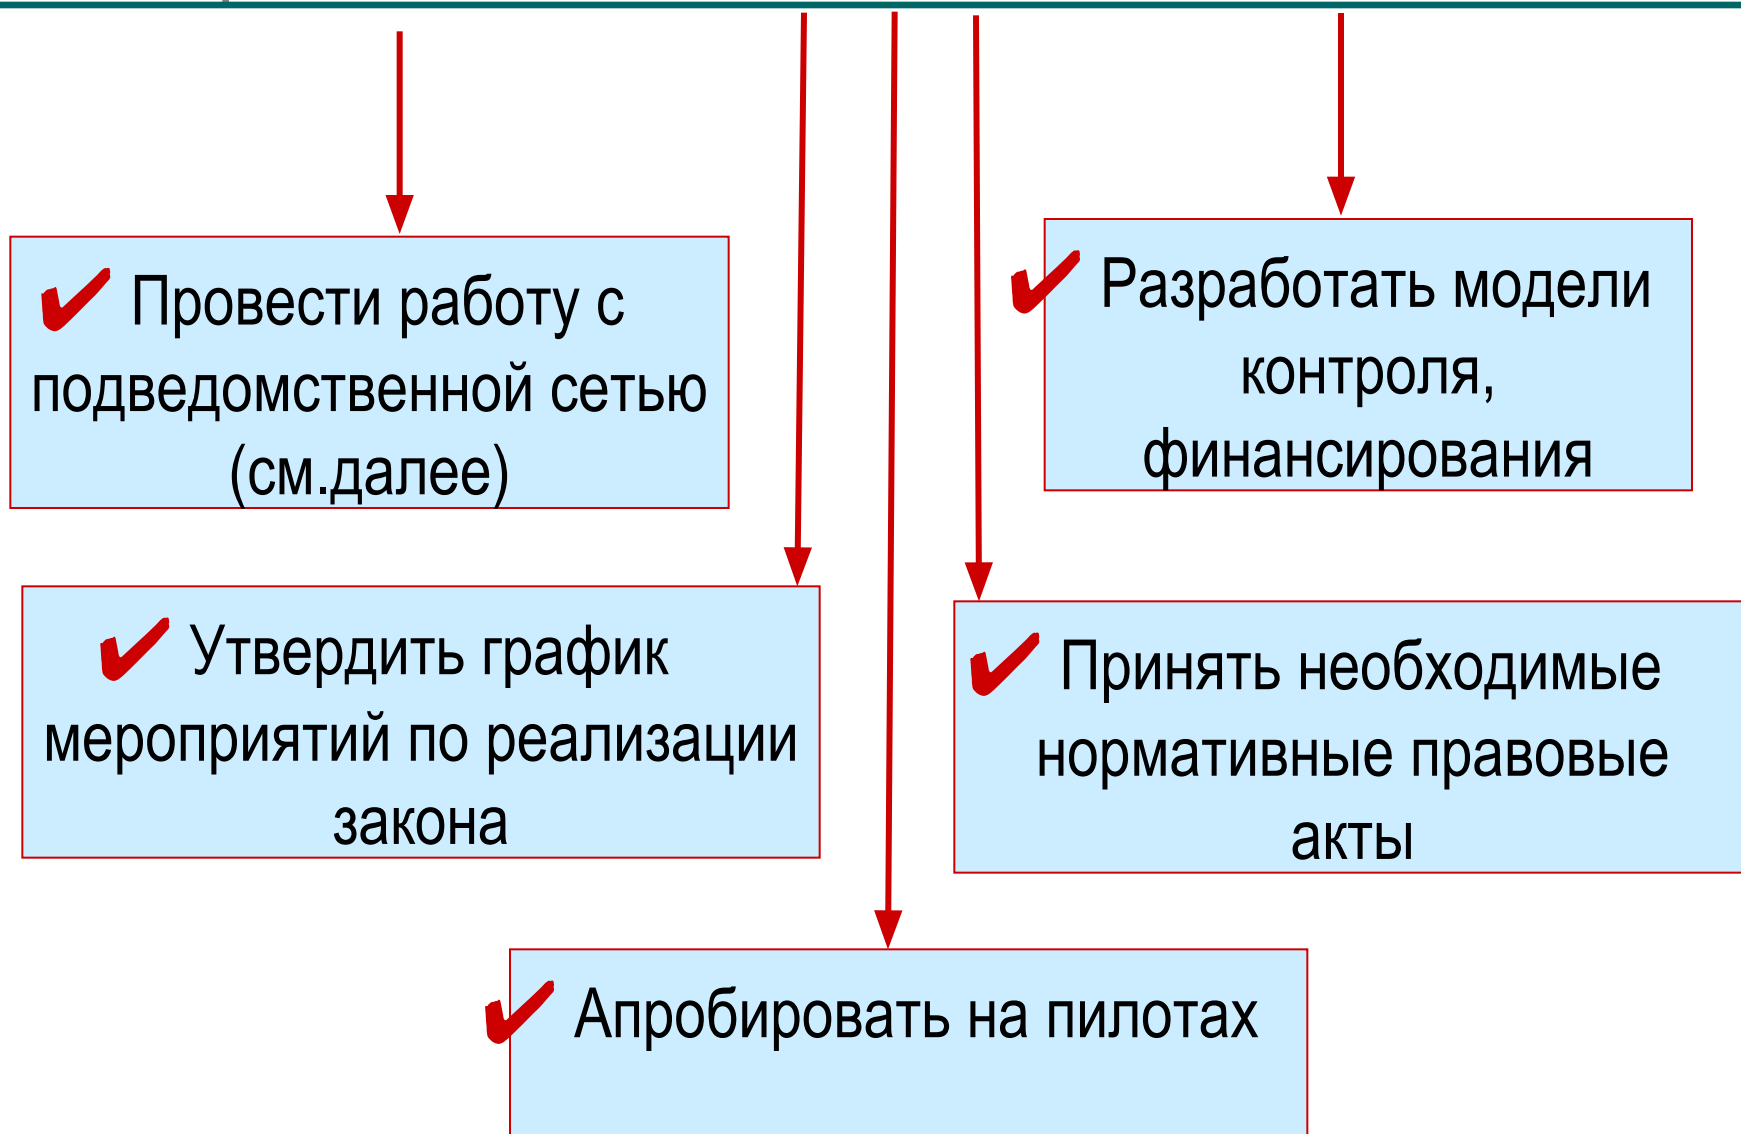 ✔ Провести работу с
подведомственной сетью
(см.далее)
✔ Разработать модели
контроля,
финансирования
✔ Утвердить график
мероприятий по реализации
закона
✔ Принять необходимые
нормативные правовые
акты
✔ Апробировать на пилотах